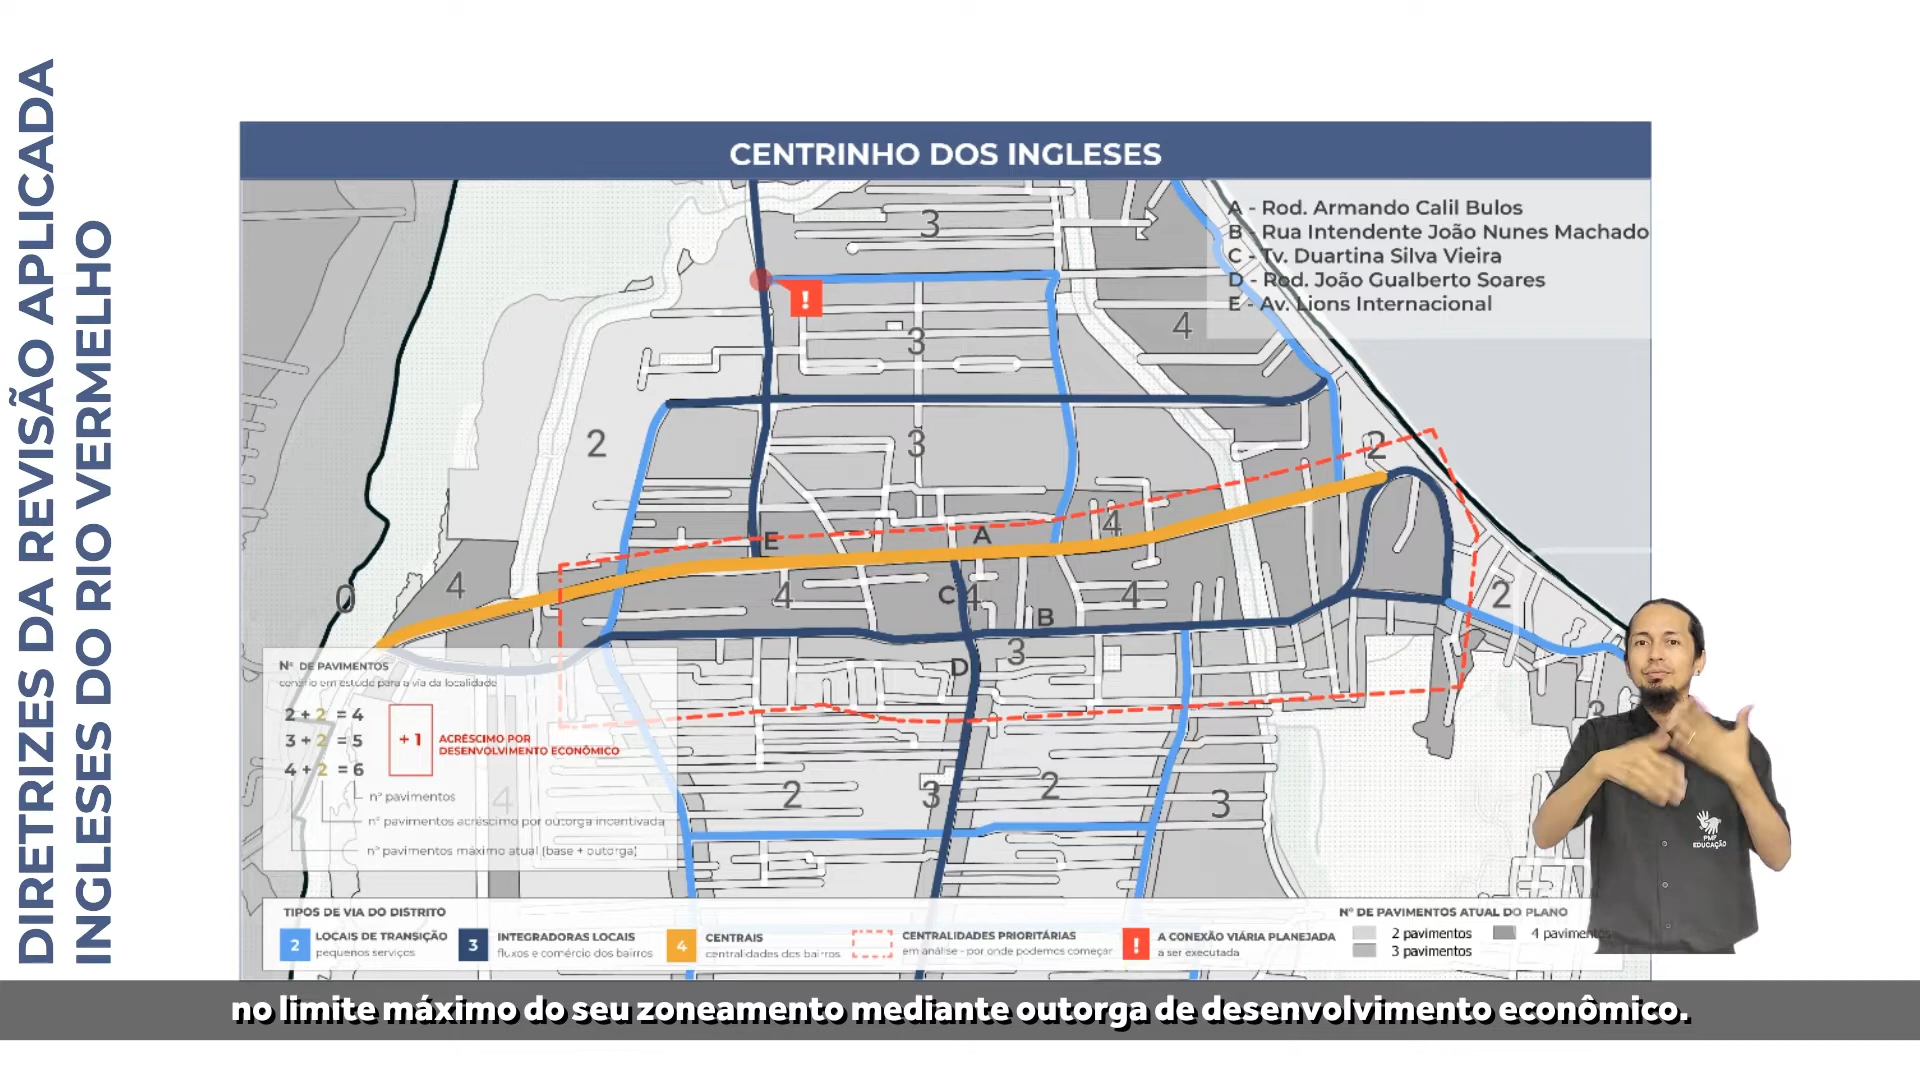 DIRETRIZES DA REVISÃO APLICADA
INGLESES DO RIO VERMELHO
CENTRINHO DOS INGLESES
A - Rod. Armando Calil Bulos
B - Rua Intendente João Nunes Machado
C - Tv. Duartina Silva Vieira
D - Rod. João Gualberto Soares
E - Av. Lions Internacional
3
!
3
4
2
3
2
E
A
4
0
4
4
C
4
4
B
2
3
D
2
3
2
3
4
Nº DE PAVIMENTOS
cenário em estudo para a via da localidade
2 + 2 = 4
3 + 2 = 5
4 + 2 = 6
+ 1
ACRÉSCIMO POR
DESENVOLVIMENTO ECONÔMICO
nº pavimentos
nº pavimentos acréscimo por outorga incentivada
nº pavimentos máximo atual (base + outorga)
TIPOS DE VIA DO DISTRITO
2 LOCAIS DE TRANSIÇÃO
pequenos serviços
3 INTEGRADORAS LOCAIS
fluxos e comércio dos bairros
4 CENTRAIS
centralidades dos bairros
CENTRALIDADES PRIORITÁRIAS
em análise - por onde podemos começar
! A CONEXÃO VIÁRIA PLANEJADA
a ser executada
Nº DE PAVIMENTOS ATUAL DO PLANO
2 pavimentos
3 pavimentos
4
PMF
EDUCAÇÃO
no limite máximo do seu zoneamento mediante outorga de desenvolvimento econômico.